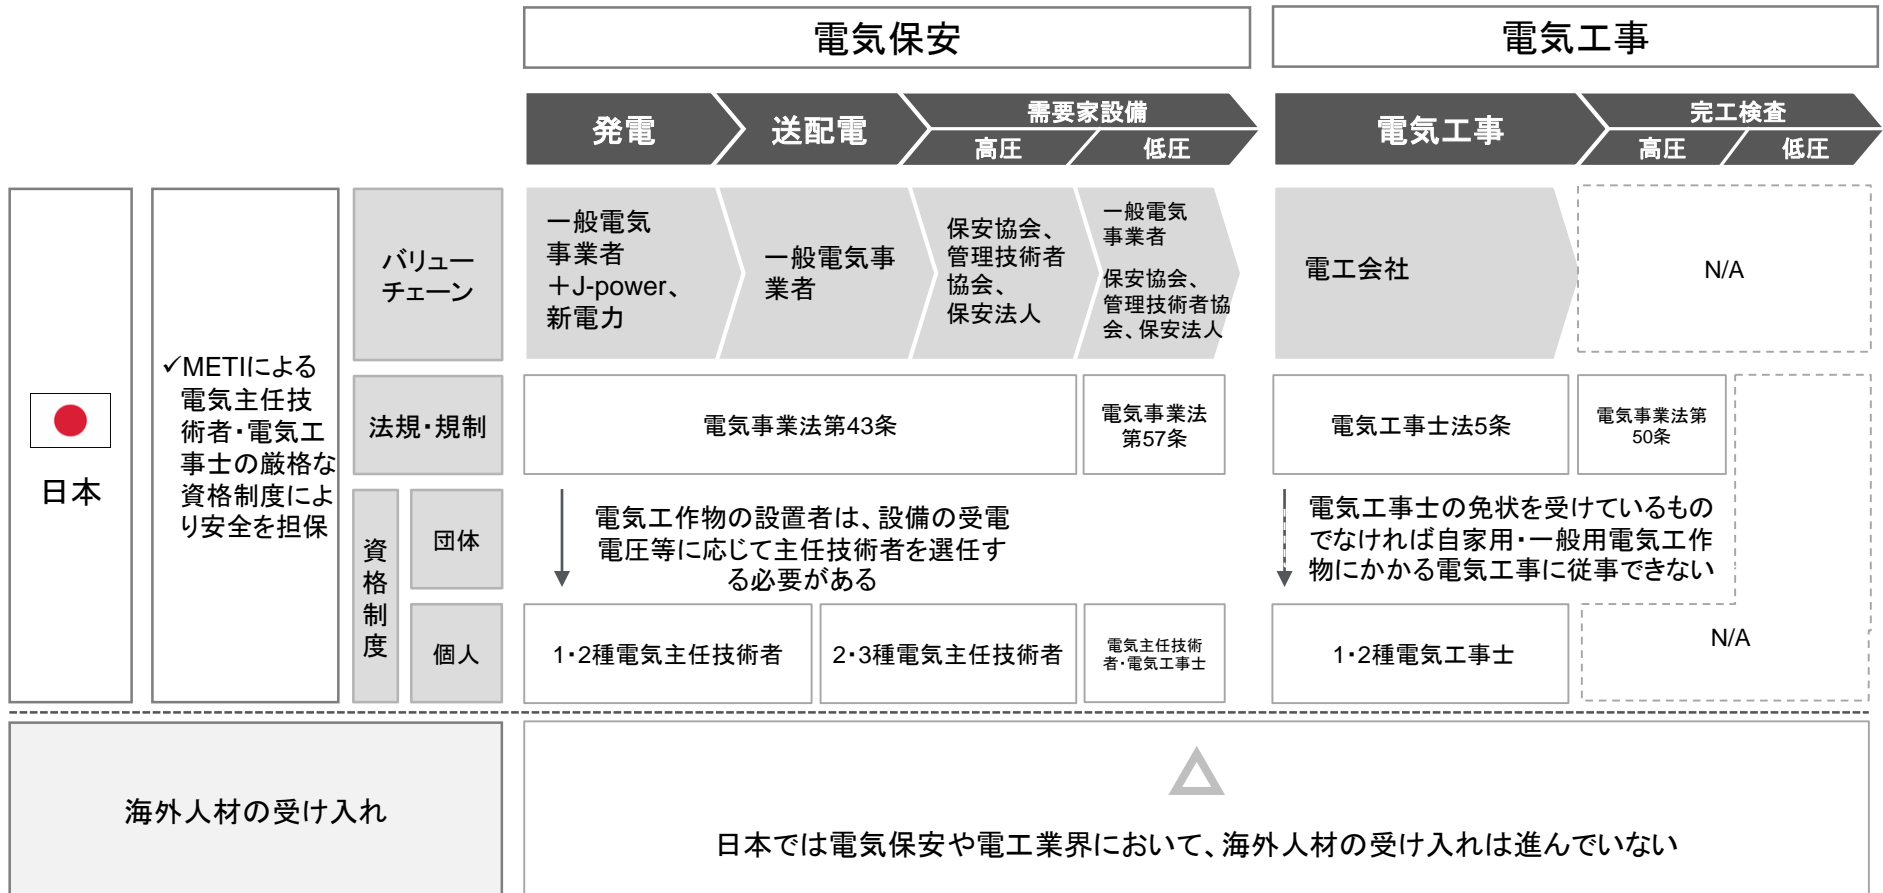 電気保安
電気工事
発電
送配電
需要家設備
高圧
低圧
電気工事
完工検査
高圧
低圧
日本
✓METIによる
電気主任技
術者・電気工
事士の厳格な
資格制度によ
り安全を担保
バリュー
チェーン
一般電気
事業者
＋J-power、
新電力
一般電気事
業者
保安協会、
管理技術者
協会、
保安法人
一般電気
事業者
保安協会、
管理技術者協
会、保安法人
電工会社
N/A
法規・規制
電気事業法第43条
電気事業法
第57条
電気工事士法5条
電気事業法第
50条
資
格
制
度
団体
電気工作物の設置者は、設備の受電
電圧等に応じて主任技術者を選任す
る必要がある
電気工事士の免状を受けているもの
でなければ自家用・一般用電気工作
物にかかる電気工事に従事できない
個人
1・2種電気主任技術者
2・3種電気主任技術者
電気主任技術
者・電気工事士
1・2種電気工事士
N/A
海外人材の受け入れ
日本では電気保安や電工業界において、海外人材の受け入れは進んでいない